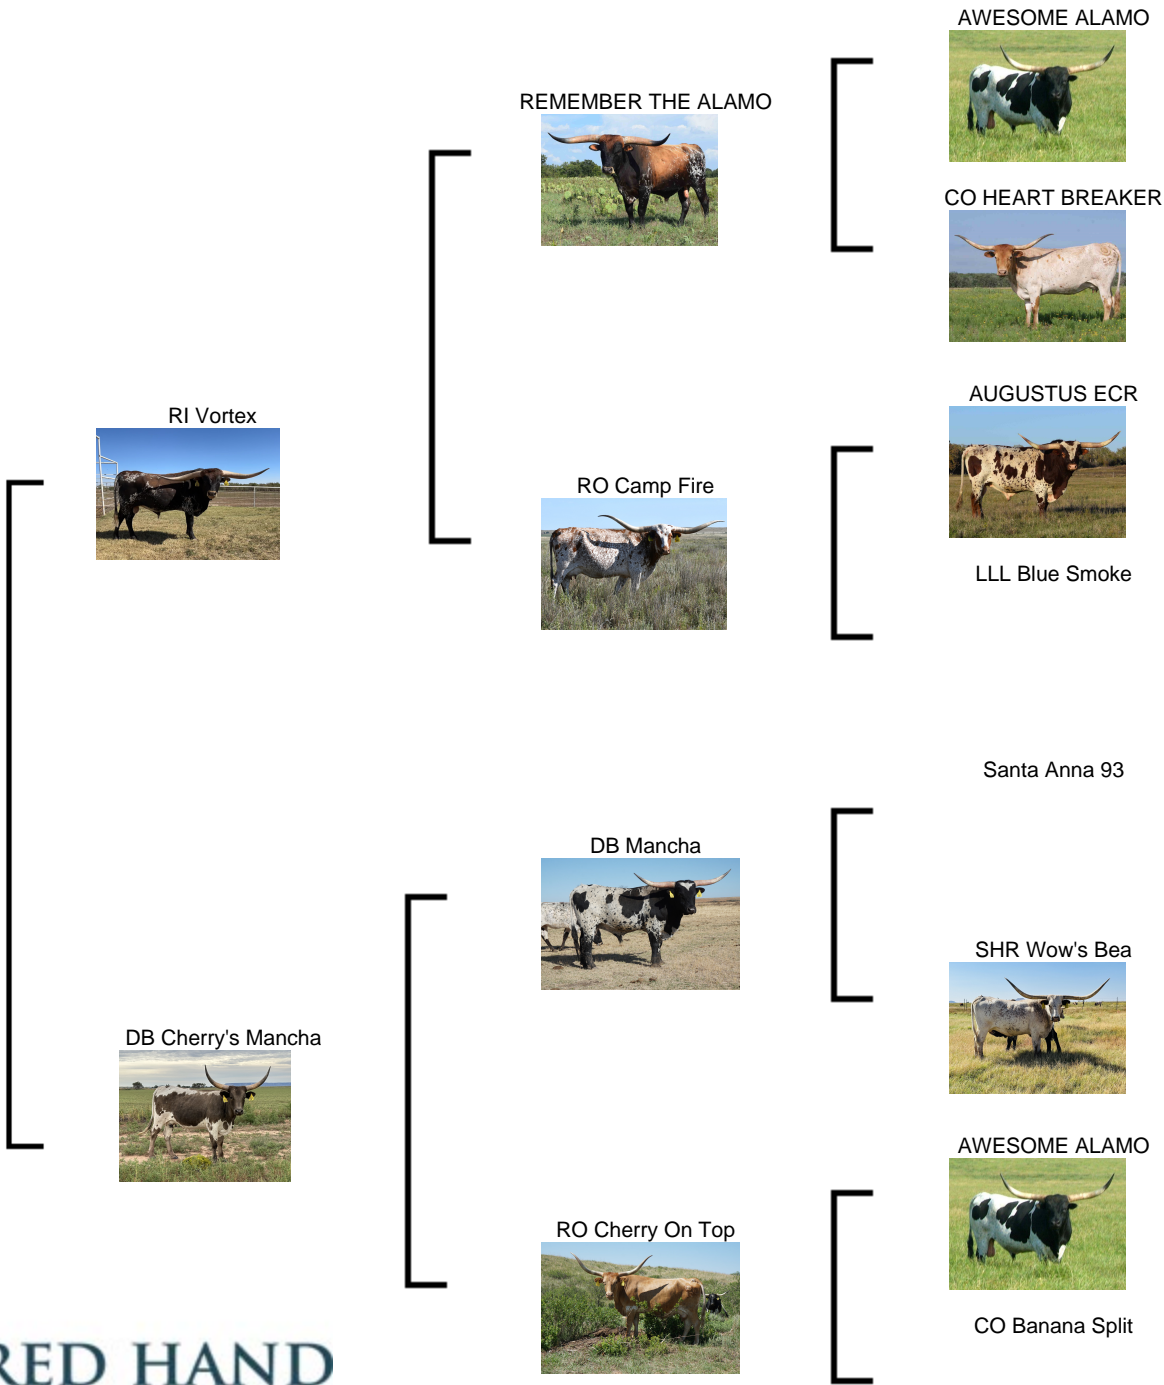 AWESOME ALAMO
REMEMBER THE ALAMO
CO HEART BREAKER
AUGUSTUS ECR
RI Vortex
RO Camp Fire
LLL Blue Smoke
Santa Anna 93
DB Mancha
SHR Wow's Bea
DB Cherry's Mancha
AWESOME ALAMO
RO Cherry On Top
CO Banana Split
RED HAND